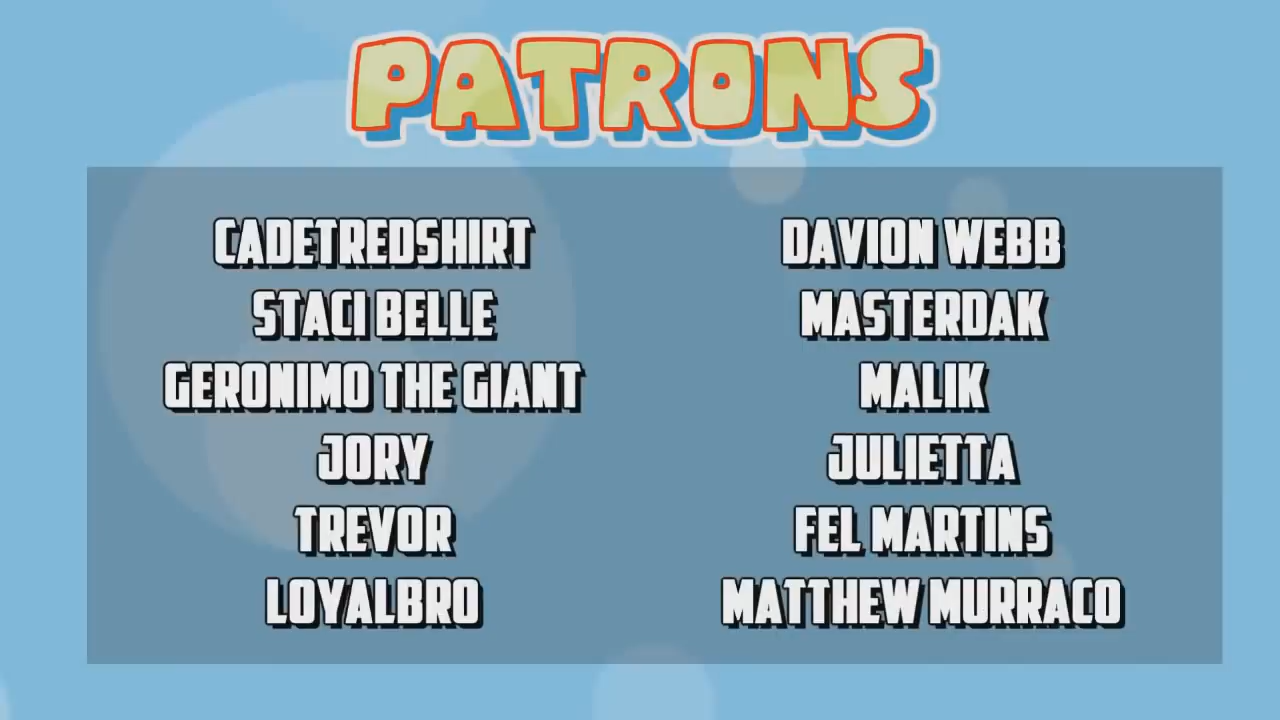 PATRONS
CADETREDSHIRT
STACI BELLE
GERONIMO THE GIANT
JORY
TREVOR
LOYALBRO
DAVION WEBB
MASTERDAK
MALIK
JULIETTA
FEL MARTINS
MATTHEW MURRACO